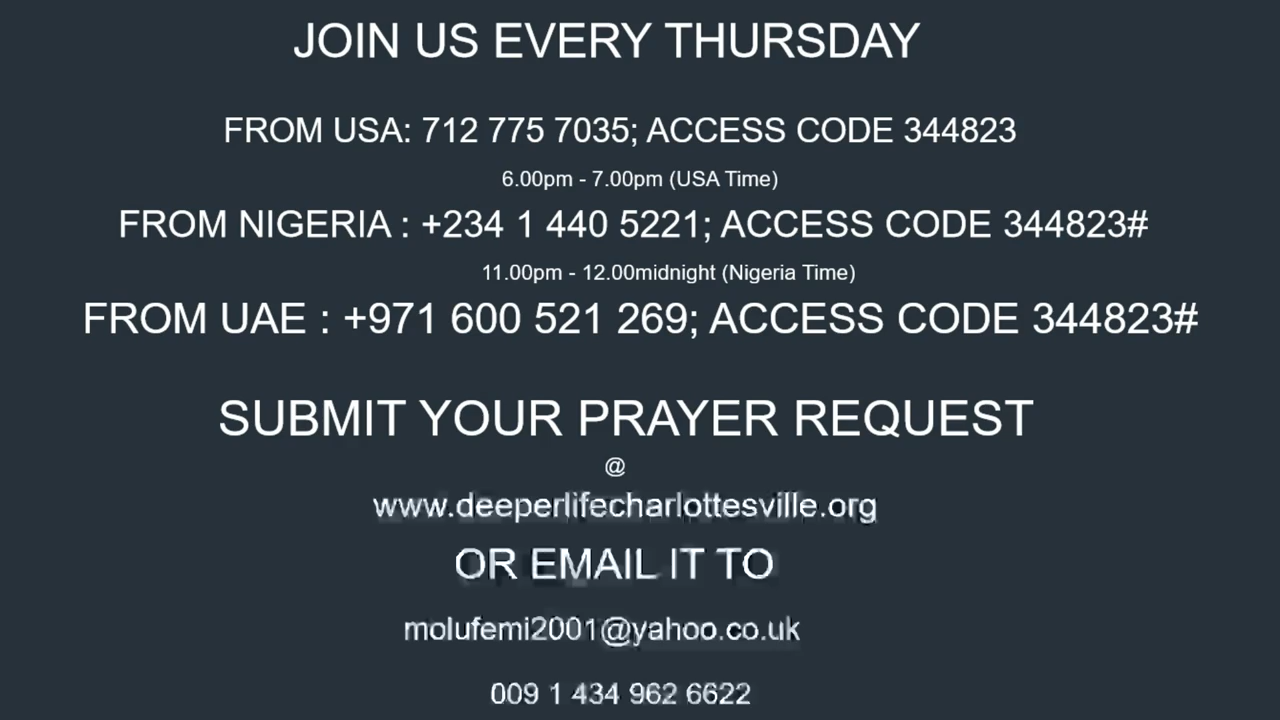 JOIN US EVERY THURSDAY
FROM USA: 712 775 7035; ACCESS CODE 344823
6.00pm - 7.00pm (USA Time)
FROM NIGERIA : +234 1 440 5221; ACCESS CODE 344823#
11.00pm - 12.00midnight (Nigeria Time)
FROM UAE : +971 600 521 269; ACCESS CODE 344823#
SUBMIT YOUR PRAYER REQUEST
@
www.deeperlifecharlottesville.org
OR EMAIL IT TO
molufemi2001@yahoo.co.uk
009 1 434 962 6622